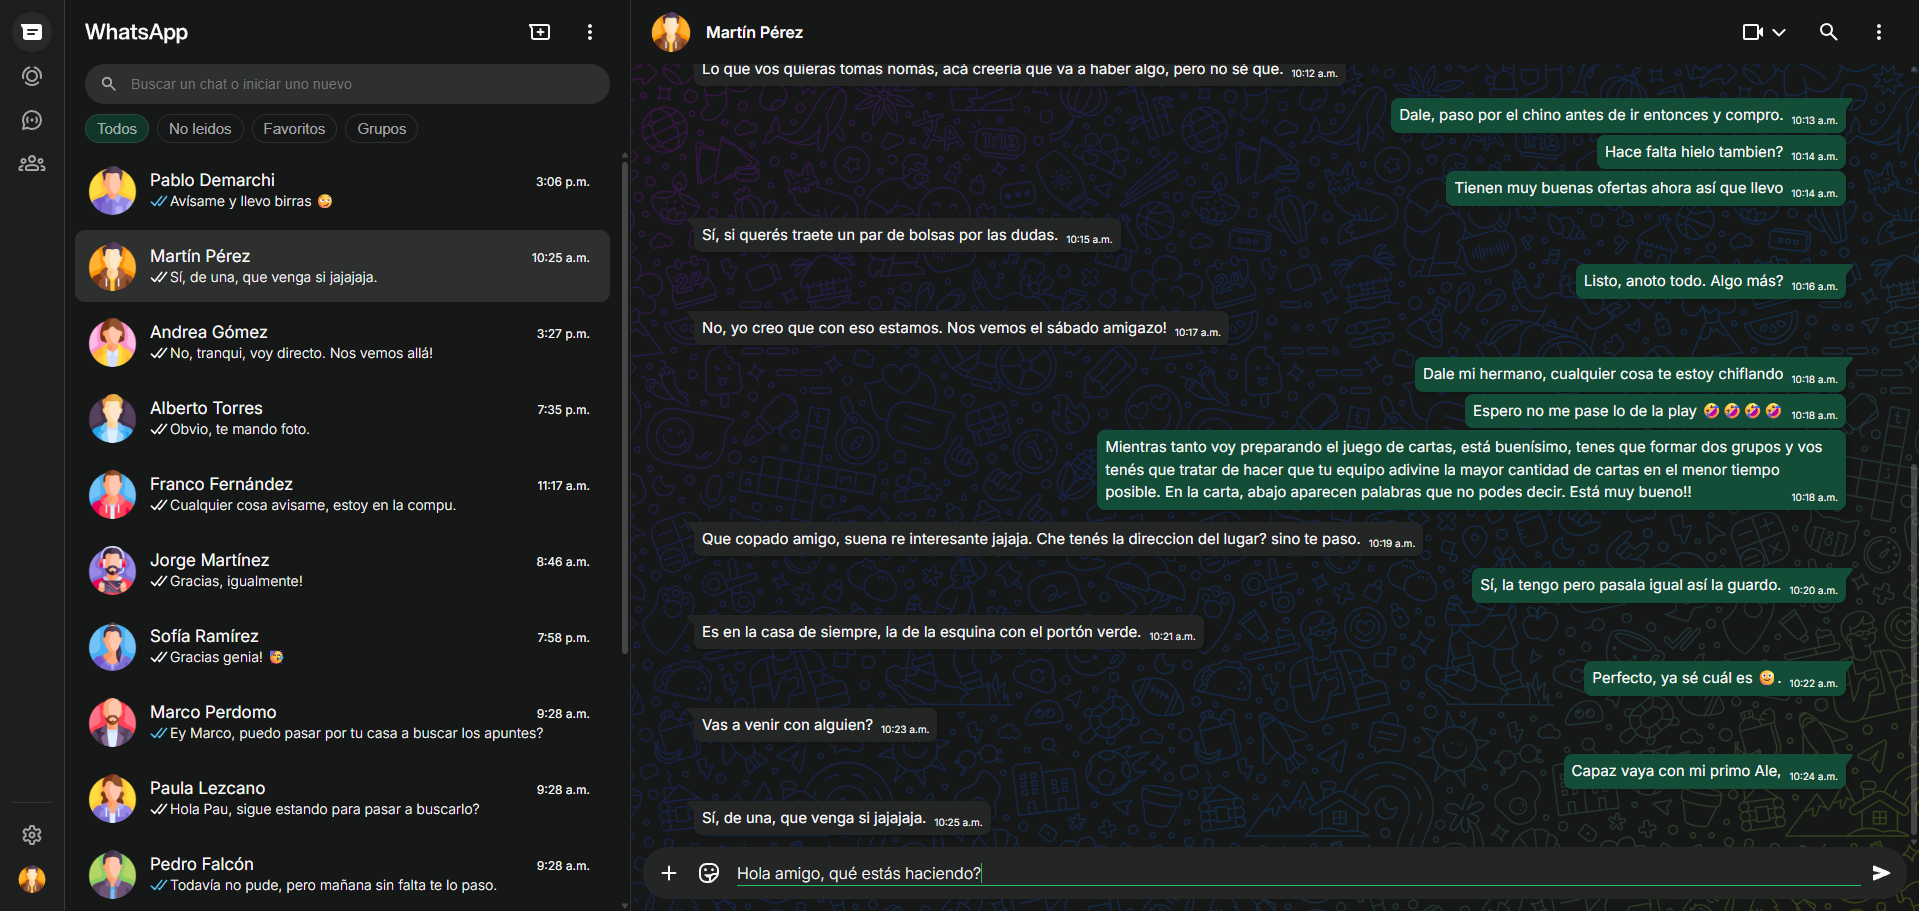 WhatsApp
Buscar un chat o iniciar uno nuevo
Todos
No leidos
Favoritos
Grupos
Pablo Demarchi
3:06 p.m.
Avísame y llevo birras 😜
Martín Pérez
10:25 a.m.
Sí, de una, que venga si jajajaja.
Andrea Gómez
3:27 p.m.
No, tranqui, voy directo. Nos vemos allá!
Alberto Torres
7:35 p.m.
Obvio, te mando foto.
Franco Fernández
11:17 a.m.
Cualquier cosa avisame, estoy en la compu.
Jorge Martínez
8:46 a.m.
Gracias, igualmente!
Sofía Ramírez
7:58 p.m.
Gracias genia! 🥳
Marco Perdomo
9:28 a.m.
Ey Marco, puedo pasar por tu casa a buscar los apuntes?
Paula Lezcano
9:28 a.m.
Hola Pau, sigue estando para pasar a buscarlo?
Pedro Falcón
9:28 a.m.
Todavía no pude, pero mañana sin falta te lo paso.
Martín Pérez
Lo que vos quieras tomas nomás, acá creería que va a haber algo, pero no sé que. 10:12 a.m.
Dale, paso por el chino antes de ir entonces y compro. 10:13 a.m.
Hace falta hielo tambien? 10:14 a.m.
Tienen muy buenas ofertas ahora así que llevo 10:14 a.m.
Sí, si querés traete un par de bolsas por las dudas. 10:15 a.m.
Listo, anoto todo. Algo más? 10:16 a.m.
No, yo creo que con eso estamos. Nos vemos el sábado amigazo! 10:17 a.m.
Dale mi hermano, cualquier cosa te estoy chiflando 10:18 a.m.
Espero no me pase lo de la play 🤣🤣🤣🤣 10:18 a.m.
Mientras tanto voy preparando el juego de cartas, está buenísimo, tenes que formar dos grupos y vos
tenés que tratar de hacer que tu equipo adivine la mayor cantidad de cartas en el menor tiempo
posible. En la carta, abajo aparecen palabras que no podes decir. Está muy bueno!! 10:18 a.m.
Que copado amigo, suena re interesante jajaja. Che tenés la direccion del lugar? sino te paso. 10:19 a.m.
Sí, la tengo pero pasala igual así la guardo. 10:20 a.m.
Es en la casa de siempre, la de la esquina con el portón verde. 10:21 a.m.
Perfecto, ya sé cuál es 😜. 10:22 a.m.
Vas a venir con alguien? 10:23 a.m.
Capaz vaya con mi primo Ale, 10:24 a.m.
Sí, de una, que venga si jajajaja. 10:25 a.m.
Hola amigo, qué estás haciendo?